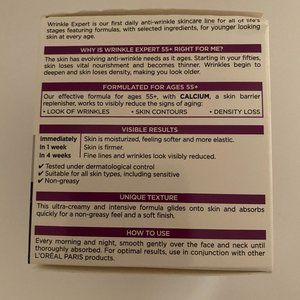 Wrinkle Expert is our first daily anti-wrinkle skincare line for all of life's
stages featuring formulas, with selected ingredients, for younger looking
skin at every age.
WHY IS WRINKLE EXPERT 55+ RIGHT FOR ME?
The skin has evolving anti-wrinkle needs as it ages. Starting in your fifties,
skin loses vital nourishment and becomes thinner. Wrinkles begin to
deepen and skin loses density, making you look older.
FORMULATED FOR AGES 55+
Our effective formula for ages 55+, with CALCIUM, a skin barrier
replenisher, works to visibly reduce the signs of aging:
• LOOK OF WRINKLES • SKIN CONTOURS • DENSITY LOSS
VISIBLE RESULTS
Immediately Skin is moisturized, feeling softer and more elastic.
In 1 week Skin is firmer.
In 4 weeks Fine lines and wrinkles look visibly reduced.
✓ Tested under dermatological control
✓ Suitable for all skin types, including sensitive
✓ Non-greasy
UNIQUE TEXTURE
This ultra-creamy and intensive formula glides onto skin and absorbs
quickly for a non-greasy feel and a soft finish.
HOW TO USE
Every morning and night, smooth gently over the face and neck until
thoroughly absorbed. For optimal results, use in conjunction with other
L'ORÉAL PARIS products.